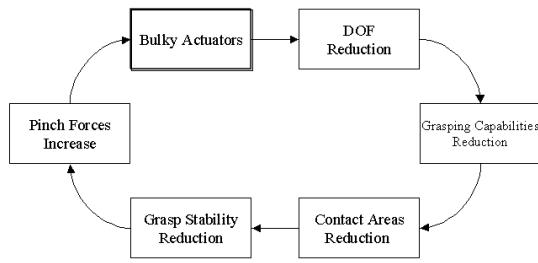 Bulky Actuators
DOF
Reduction
Grasping Capabilities
Reduction
Contact Areas
Reduction
Grasp Stability
Reduction
Pinch Forces
Increase